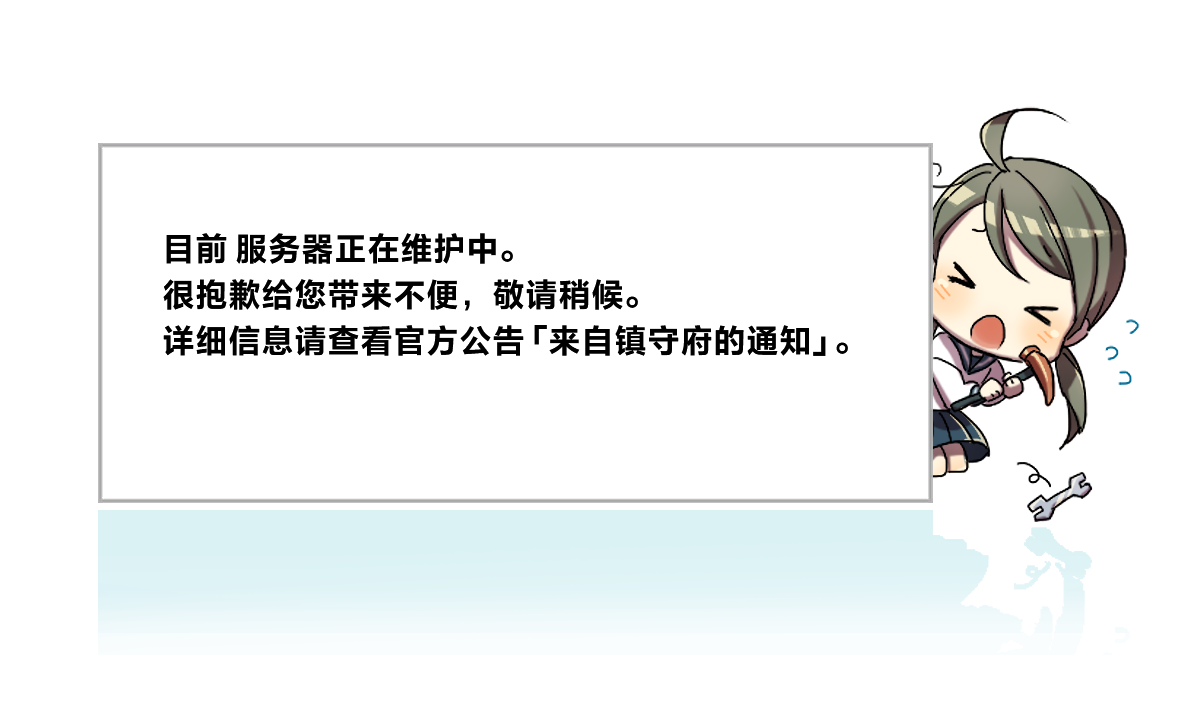 目前 服务器正在维护中。
很抱歉给您带来不便，敬请稍候。
详细信息请查看官方公告「来自镇守府的通知」。